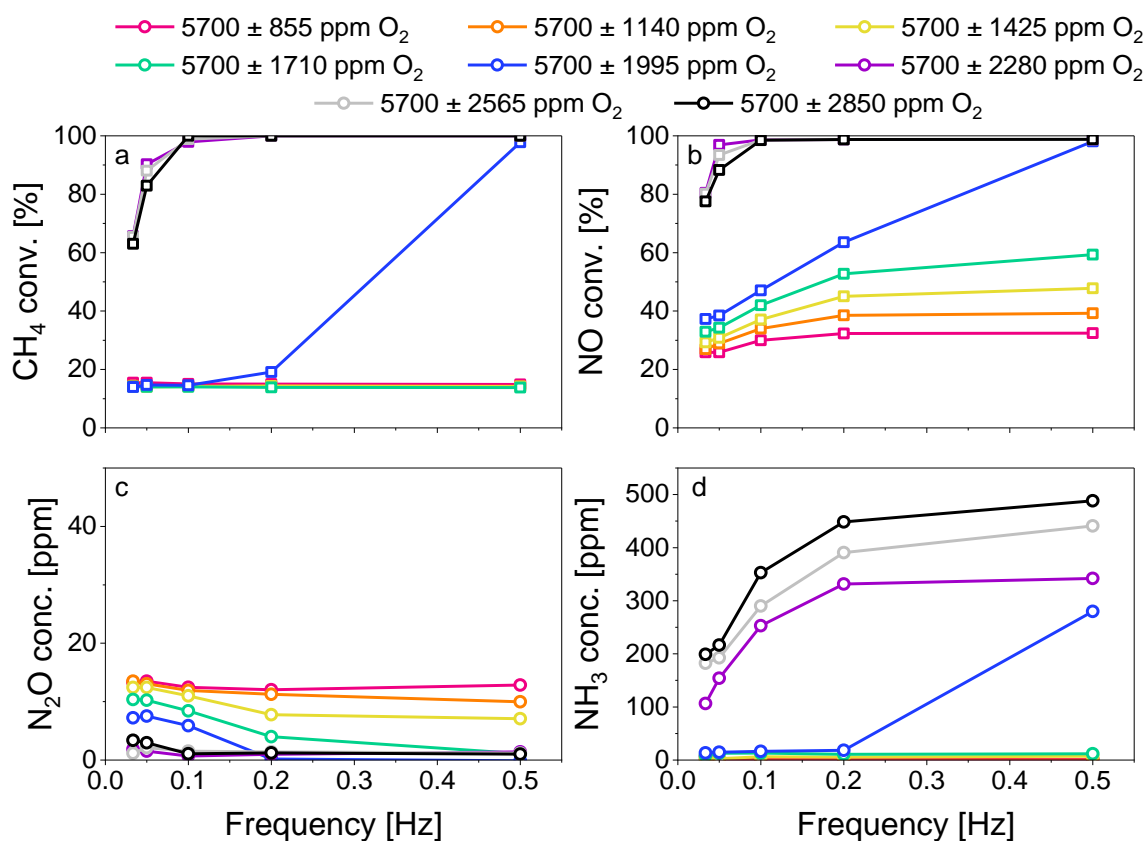 5700 ± 855 ppm O₂ 5700 ± 1140 ppm O₂ 5700 ± 1425 ppm O₂
5700 ± 1710 ppm O₂ 5700 ± 1995 ppm O₂ 5700 ± 2280 ppm O₂
5700 ± 2565 ppm O₂ 5700 ± 2850 ppm O₂
a
CH₄ conv. [%]
100
80
60
40
20
0
b
NO conv. [%]
100
80
60
40
20
0
c
N₂O conv. [ppm]
40
20
0
0.0 0.1 0.2 0.3 0.4 0.5
Frequency [Hz]
d
NH₃ conc. [ppm]
500
400
300
200
100
0
0.0 0.1 0.2 0.3 0.4 0.5
Frequency [Hz]